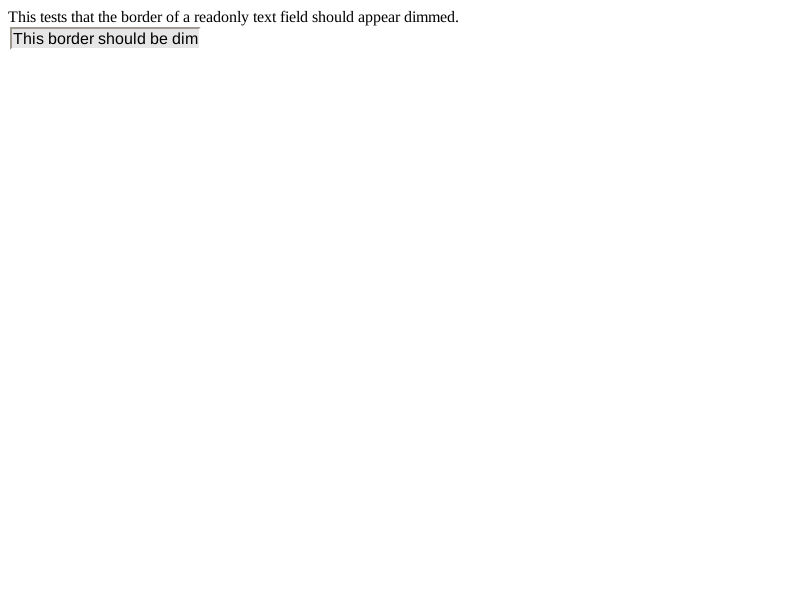 This tests that the border of a readonly text field should appear dimmed.
This border should be dim